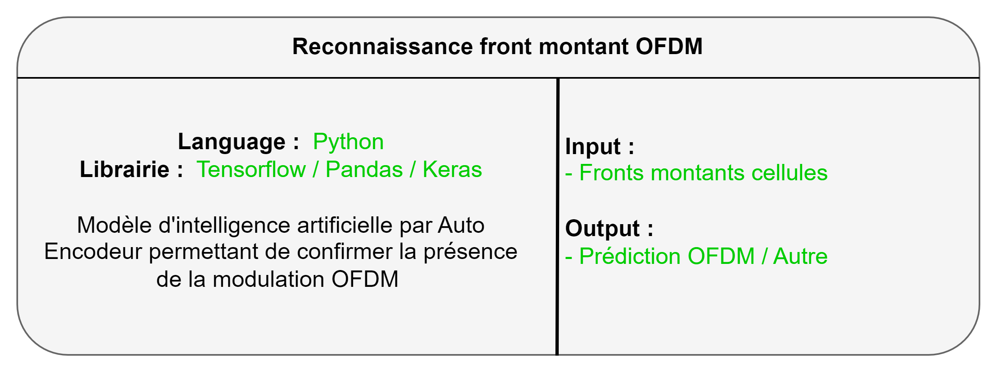 Reconnaissance front montant OFDM
Language : Python
Librairie : Tensorflow / Pandas / Keras
Modèle d'intelligence artificielle par Auto
Encodeur permettant de confirmer la présence
de la modulation OFDM
Input :
- Fronts montants cellules
Output :
- Prédiction OFDM / Autre